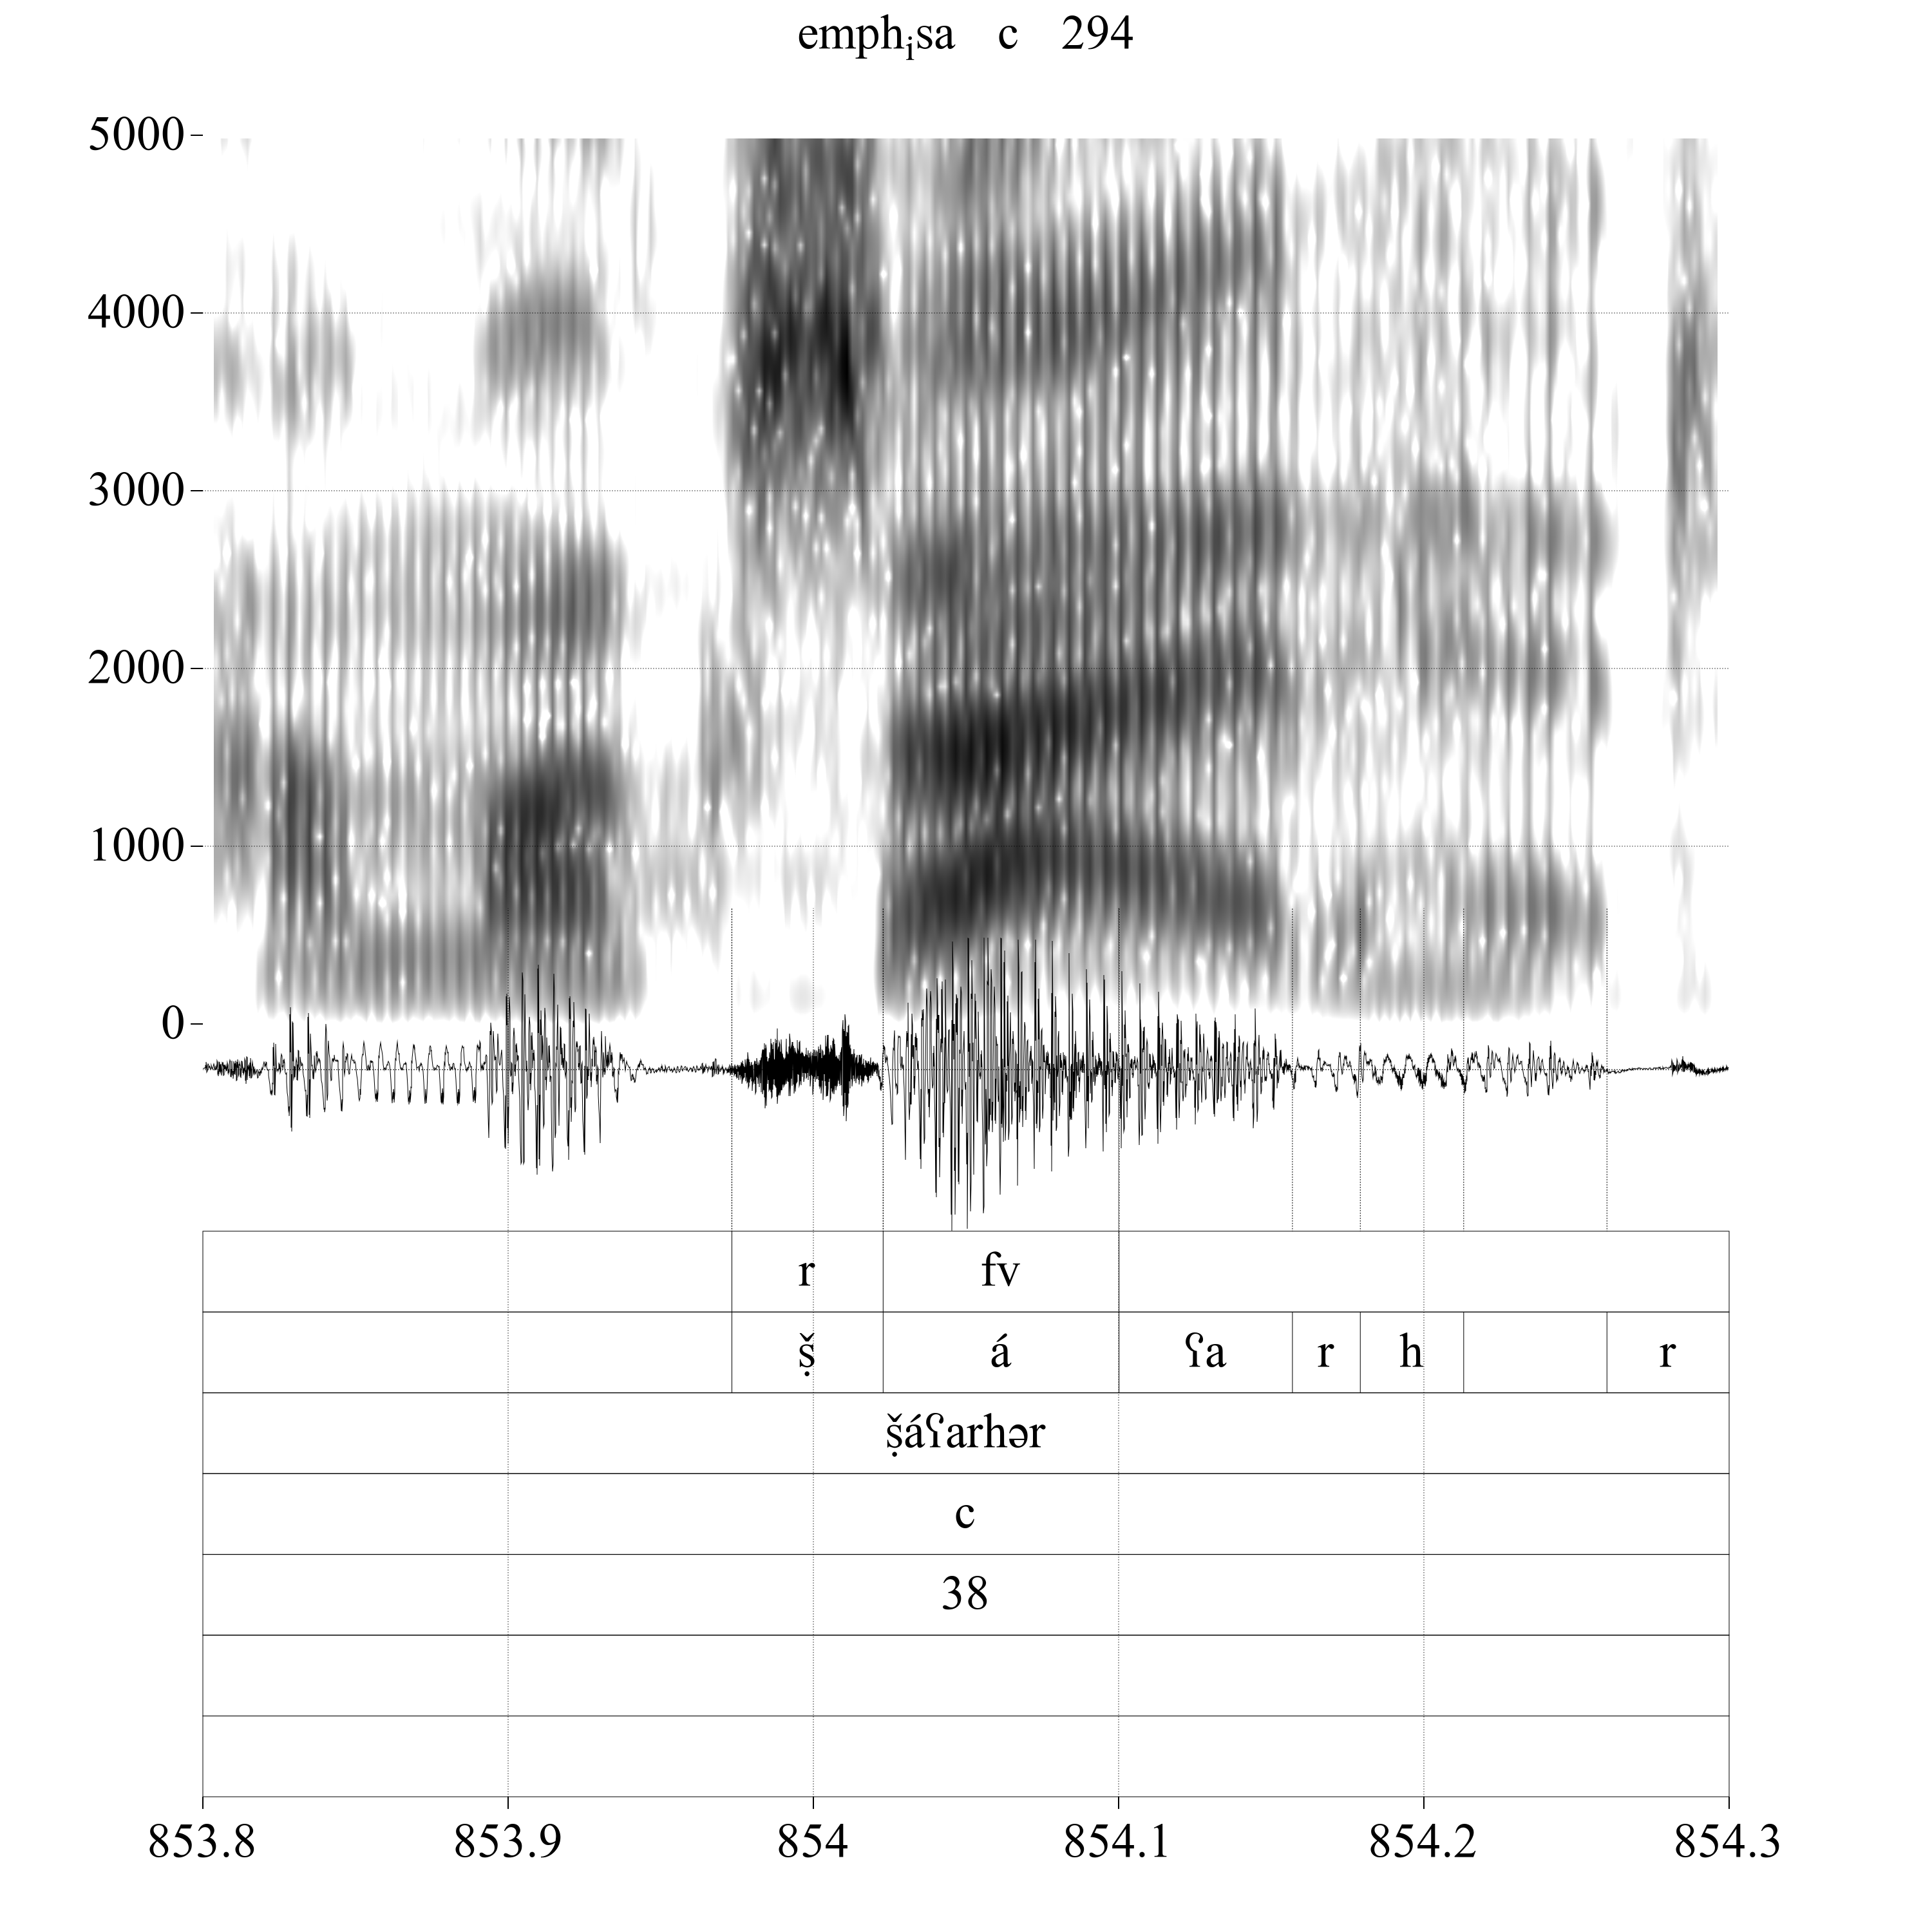 emphᵢsa c 294
5000
4000
3000
2000
1000
0
r fv
ṣ̌ á ʕa r h r
ṣ̌áʕarhər
c
38
853.8 853.9 854 854.1 854.2 854.3